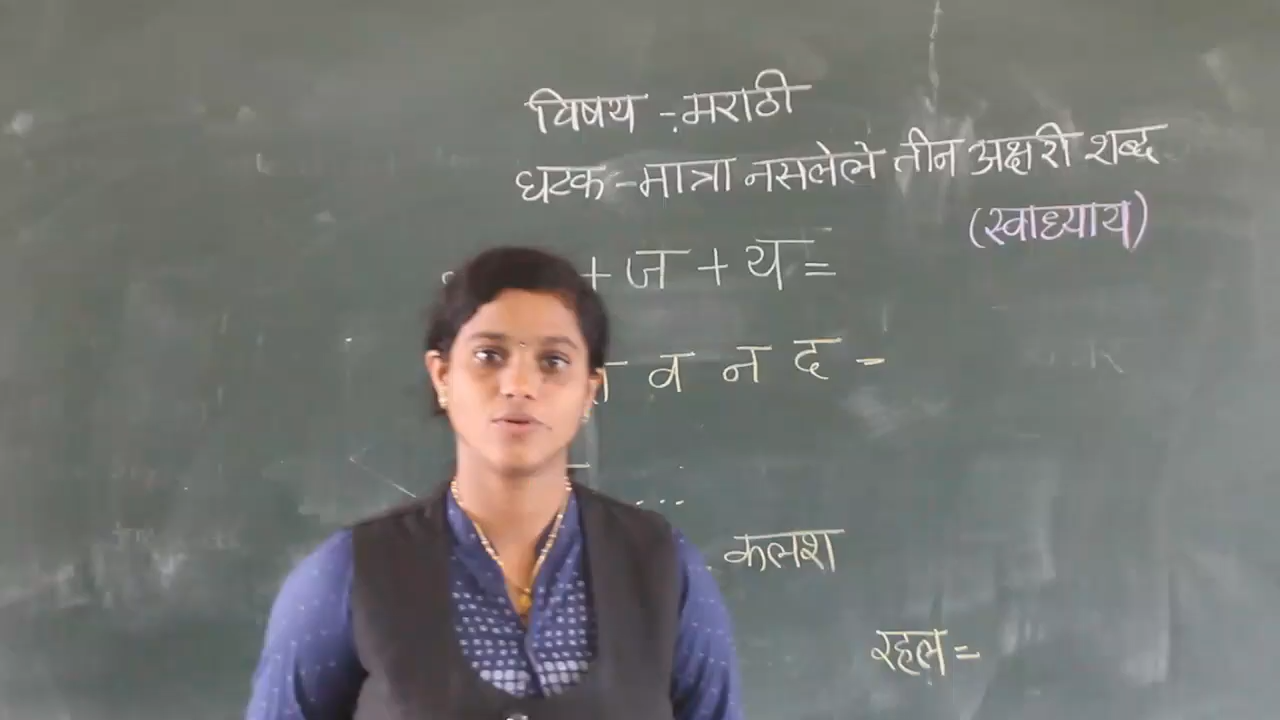 विषय - मराठी
घटक - मात्रा नसलेले तीन अक्षरी शब्द
(स्वाध्याय)
+ ज + य =
व न द -
...
कलश
रहल =